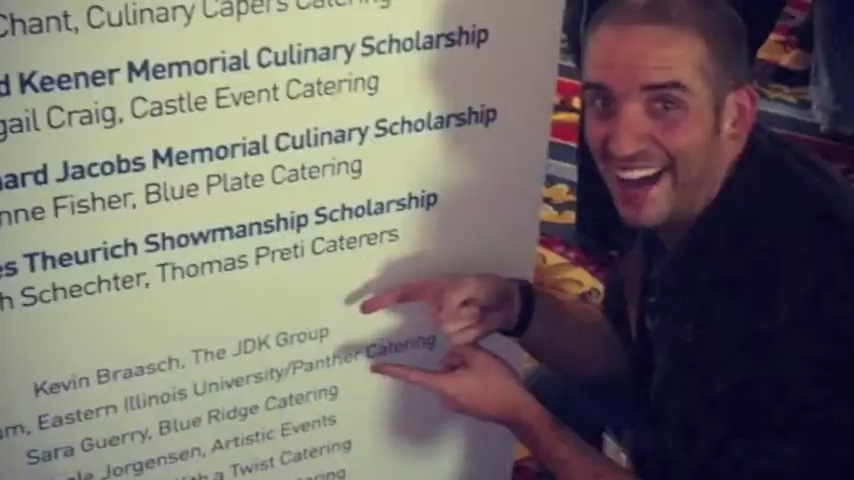 Chant, Culinary Capers Catering
d Keener Memorial Culinary Scholarship
gail Craig, Castle Event Catering
ard Jacobs Memorial Culinary Scholarship
nne Fisher, Blue Plate Catering
es Theurich Showmanship Scholarship
h Schechter, Thomas Preti Caterers
Kevin Braasch, The JDK Group
m, Eastern Illinois University/Panther Catering
Sara Guerry, Blue Ridge Catering
Jorgensen, Artistic Events
a Twist Catering